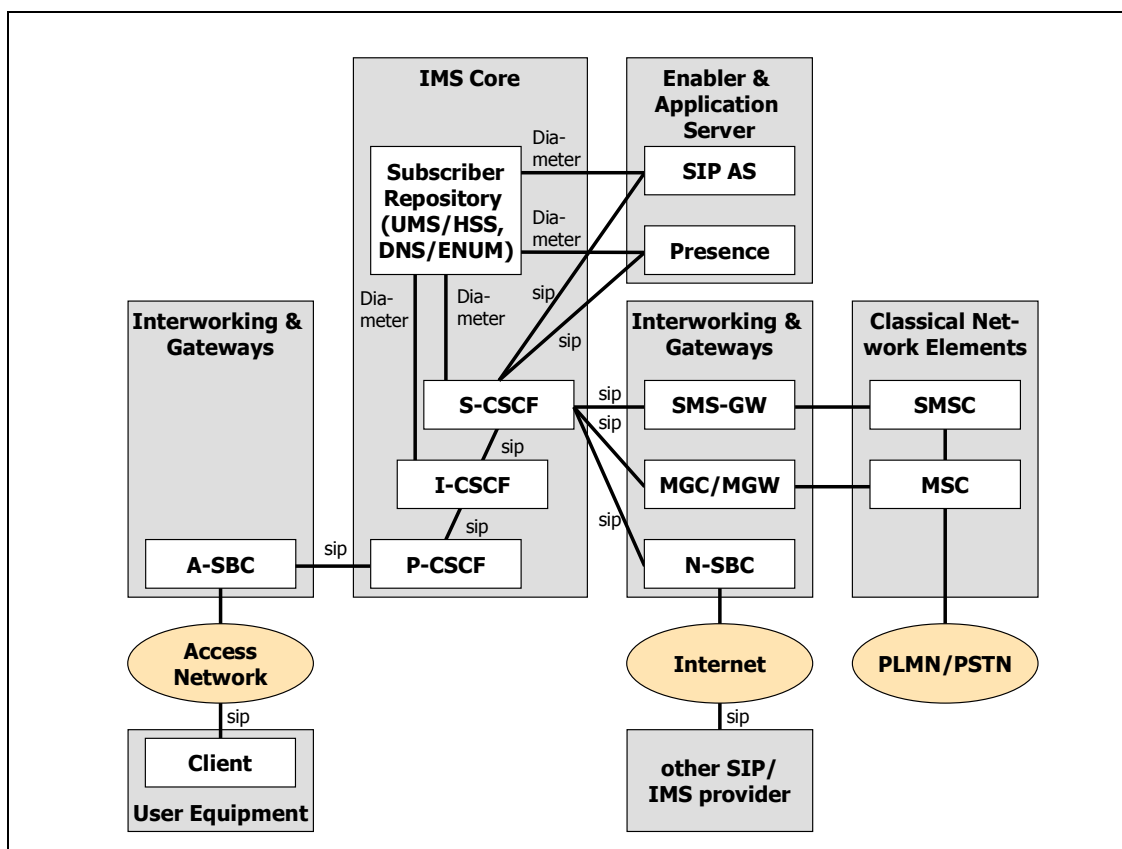 IMS Core
Enabler &
Application
Server
Dia-
meter
Subscriber
Repository
(UMS/HSS,
DNS/ENUM)
SIP AS
Dia-
meter
Presence
sip
Dia-
meter
Dia-
meter
Interworking &
Gateways
Interworking &
Gateways
Classical Net-
work Elements
sip
S-CSCF
sip
SMS-GW
SMSC
sip
sip
I-CSCF
MGC/MGW
MSC
sip
sip
A-SBC
sip
P-CSCF
N-SBC
Access
Network
Internet
PLMN/PSTN
sip
sip
Client
User Equipment
other SIP/
IMS provider